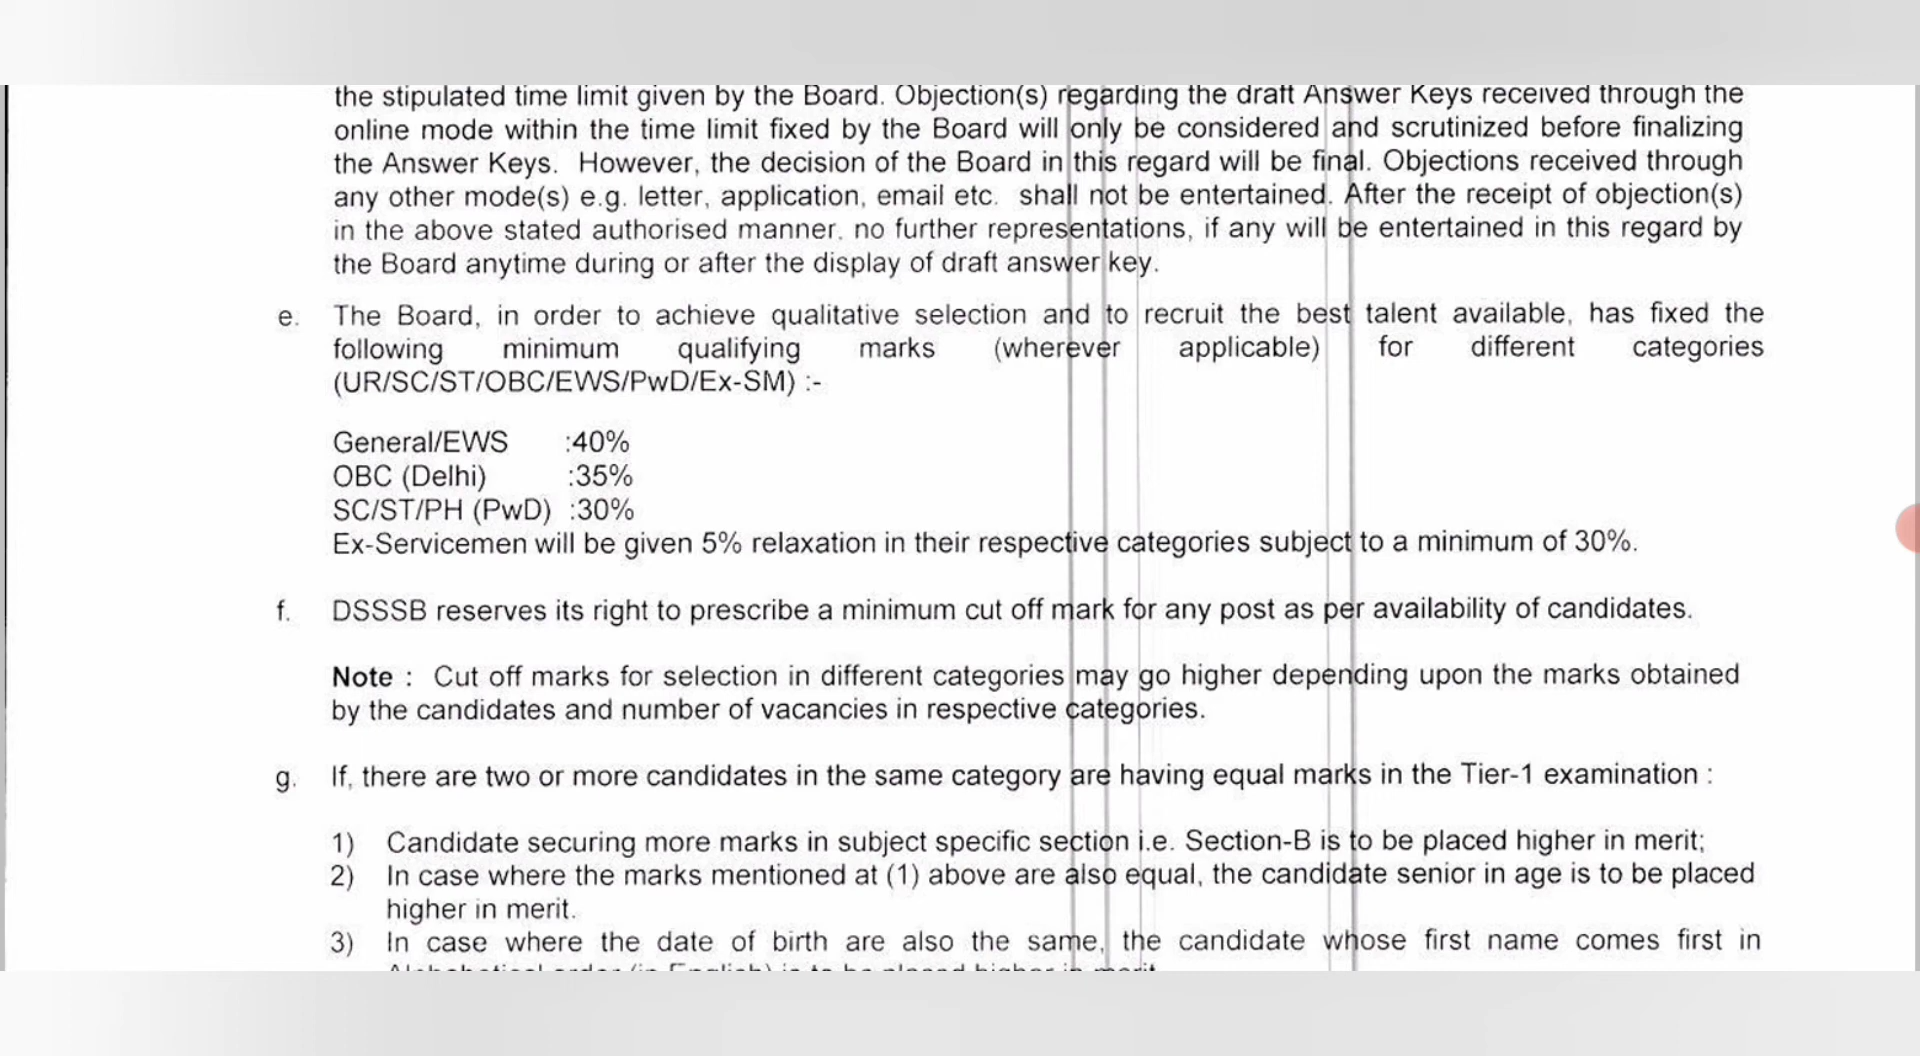 the stipulated time limit given by the Board. Objection(s) regarding the draft Answer Keys received through the
online mode within the time limit fixed by the Board will only be considered and scrutinized before finalizing
the Answer Keys. However, the decision of the Board in this regard will be final. Objections received through
any other mode(s) e.g. letter, application, email etc. shall not be entertained. After the receipt of objection(s)
in the above stated authorised manner, no further representations, if any will be entertained in this regard by
the Board anytime during or after the display of draft answer key.
e. The Board, in order to achieve qualitative selection and to recruit the best talent available, has fixed the
following minimum qualifying marks (wherever applicable) for different categories
(UR/SC/ST/OBC/EWS/PwD/Ex-SM) :-
General/EWS :40%
OBC (Delhi) :35%
SC/ST/PH (PwD) :30%
Ex-Servicemen will be given 5% relaxation in their respective categories subject to a minimum of 30%.
f. DSSSB reserves its right to prescribe a minimum cut off mark for any post as per availability of candidates.
Note : Cut off marks for selection in different categories may go higher depending upon the marks obtained
by the candidates and number of vacancies in respective categories.
g. If, there are two or more candidates in the same category are having equal marks in the Tier-1 examination :
1) Candidate securing more marks in subject specific section i.e. Section-B is to be placed higher in merit;
2) In case where the marks mentioned at (1) above are also equal, the candidate senior in age is to be placed
higher in merit.
3) In case where the date of birth are also the same, the candidate whose first name comes first in
Alphabetical order (in English) is to be placed higher in merit